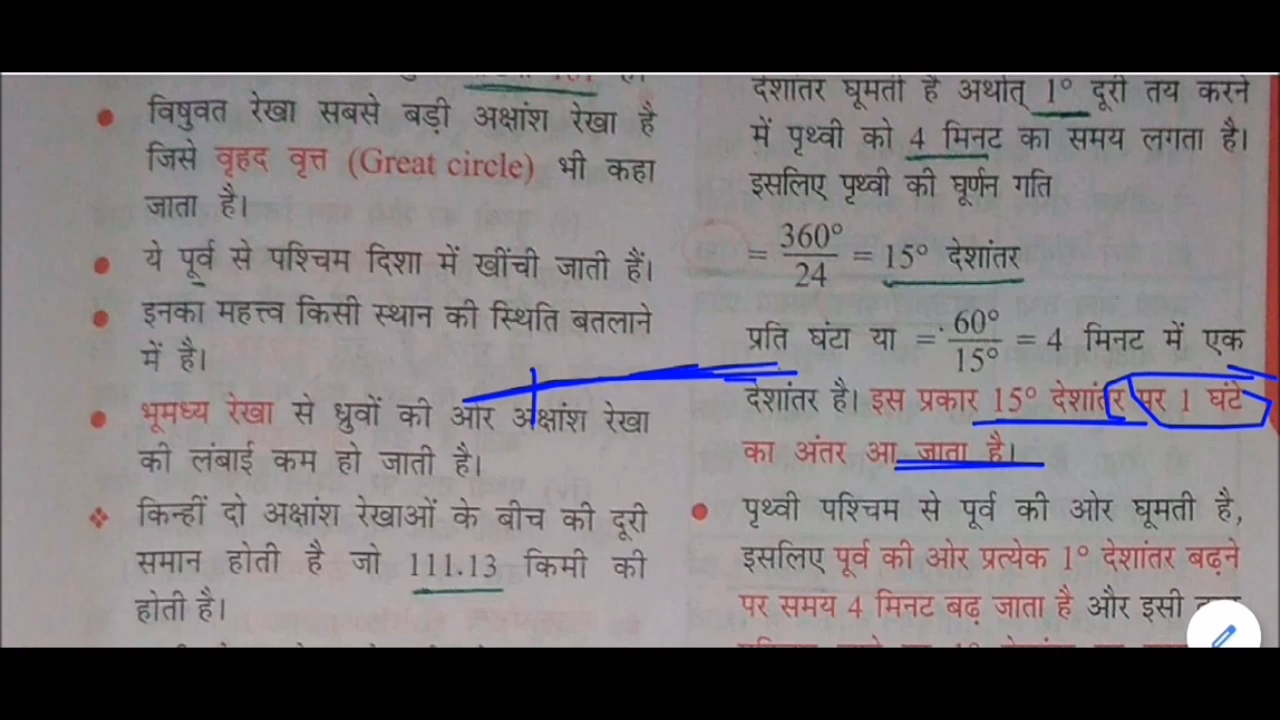 विषुवत रेखा सबसे बड़ी अक्षांश रेखा है
जिसे वृहद वृत्त (Great circle) भी कहा
जाता है।
ये पूर्व से पश्चिम दिशा में खींची जाती हैं।
इनका महत्त्व किसी स्थान की स्थिति बतलाने
में है।
भूमध्य रेखा से ध्रुवों की ओर अक्षांश रेखा
की लंबाई कम हो जाती है।
किन्हीं दो अक्षांश रेखाओं के बीच की दूरी
समान होती है जो 111.13 किमी की
होती है।
देशांतर घूमती है अर्थात् 1° दूरी तय करने
में पृथ्वी को 4 मिनट का समय लगता है।
इसलिए पृथ्वी की घूर्णन गति
= 360°/24 = 15° देशांतर
प्रति घंटा या = 60°/15° = 4 मिनट में एक
देशांतर है। इस प्रकार 15° देशांतर पर 1 घंटे
का अंतर आ जाता है।
पृथ्वी पश्चिम से पूर्व की ओर घूमती है,
इसलिए पूर्व की ओर प्रत्येक 1° देशांतर बढ़ने
पर समय 4 मिनट बढ़ जाता है और इसी